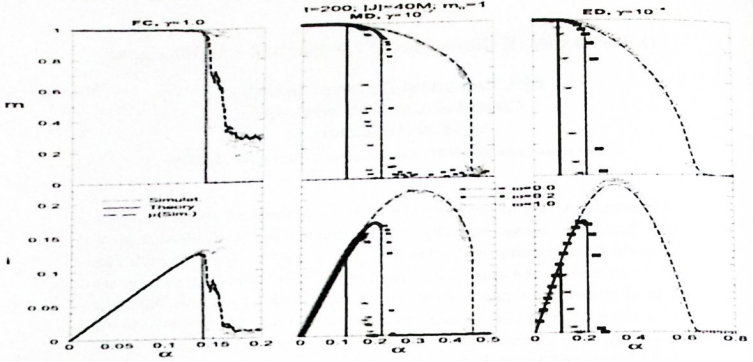 t=200; |J|=40M; m₀=1
FC, γ=1.0
MD, γ=10
ED, γ=10
m
1
0.8
0.6
0.4
0.2
0
Simulat
Theory
μ(Sim.)
ω=0.0
ω=0.2
ω=1.0
i
0.2
0.15
0.1
0.05
0
0 0.05 0.1 0.15 0.2
α
0 0.1 0.2 0.3 0.4 0.5
α
0 0.2 0.4 0.6 0.8
α